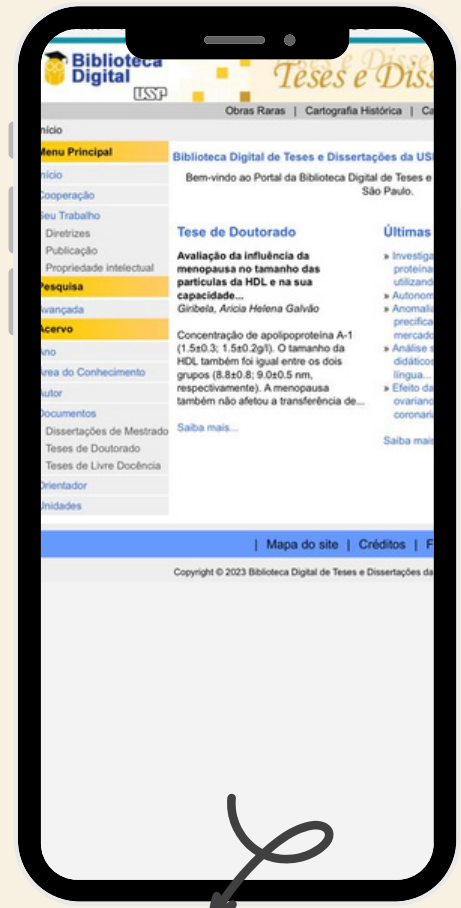 Biblioteca
Digital
USP
Teses e Diss
Obras Raras | Cartografia Histórica | Ca
nício
Menu Principal
nício
Cooperação
Seu Trabalho
Diretrizes
Publicação
Propriedade intelectual
Pesquisa
Avançada
Acervo
Ano
Área do Conhecimento
Autor
Documentos
Dissertações de Mestrado
Teses de Doutorado
Teses de Livre Docência
Orientador
Unidades
Biblioteca Digital de Teses e Dissertações da US
Bem-vindo ao Portal da Biblioteca Digital de Teses e
São Paulo.
Tese de Doutorado
Avaliação da influência da
menopausa no tamanho das
partículas da HDL e na sua
capacidade...
Giribela, Aricia Helena Galvão
Concentração de apolipoproteína A-1
(1.5±0.3; 1.5±0.2g/l). O tamanho da
HDL também foi igual entre os dois
grupos (8.8±0.8; 9.0±0.5 nm,
respectivamente). A menopausa
também não afetou a transferência de...
Saiba mais...
Últimas
» Investiga
proteína
utilizand
» Autonom
» Anomalia
precifica
mercado
» Análise s
didáticos
língua...
» Efeito da
ovariano
coronaria
Saiba mais
| Mapa do site | Créditos | F
Copyright © 2023 Biblioteca Digital de Teses e Dissertações da